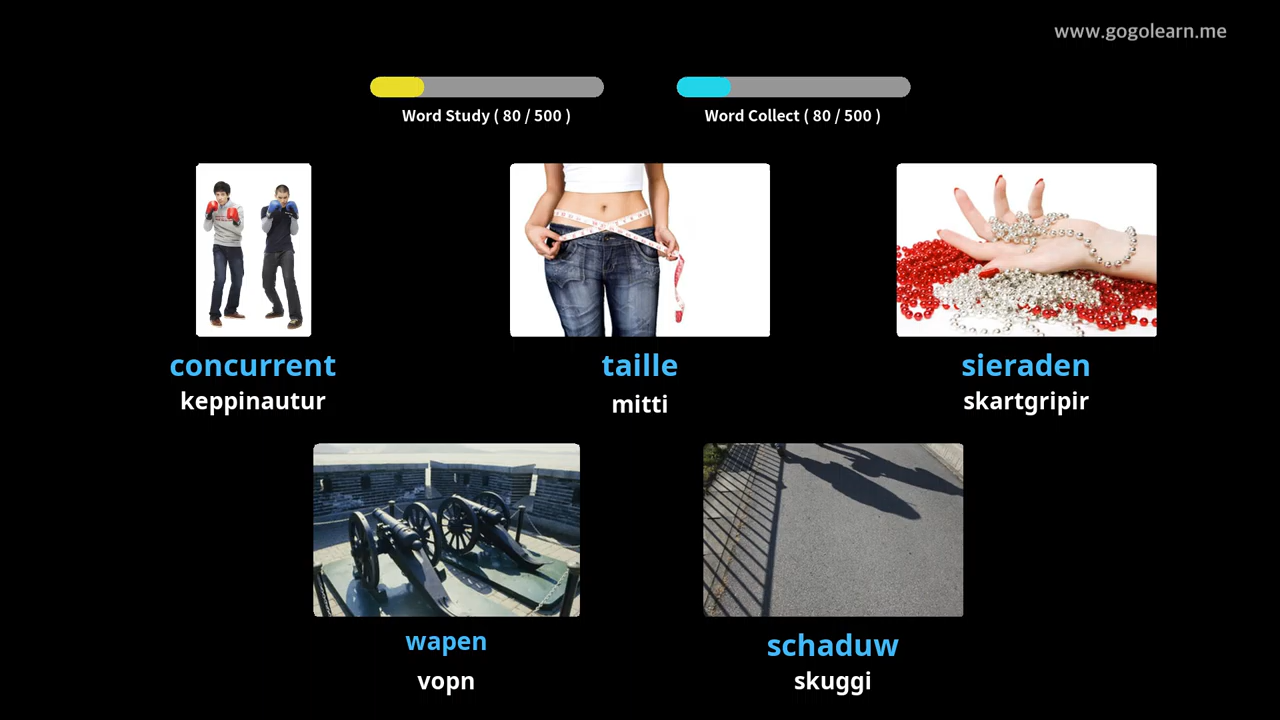 www.gogolearn.me
Word Study ( 80 / 500 )
Word Collect ( 80 / 500 )
concurrent
keppinautur
taille
mitti
sieraden
skartgripir
wapen
vopn
schaduw
skuggi